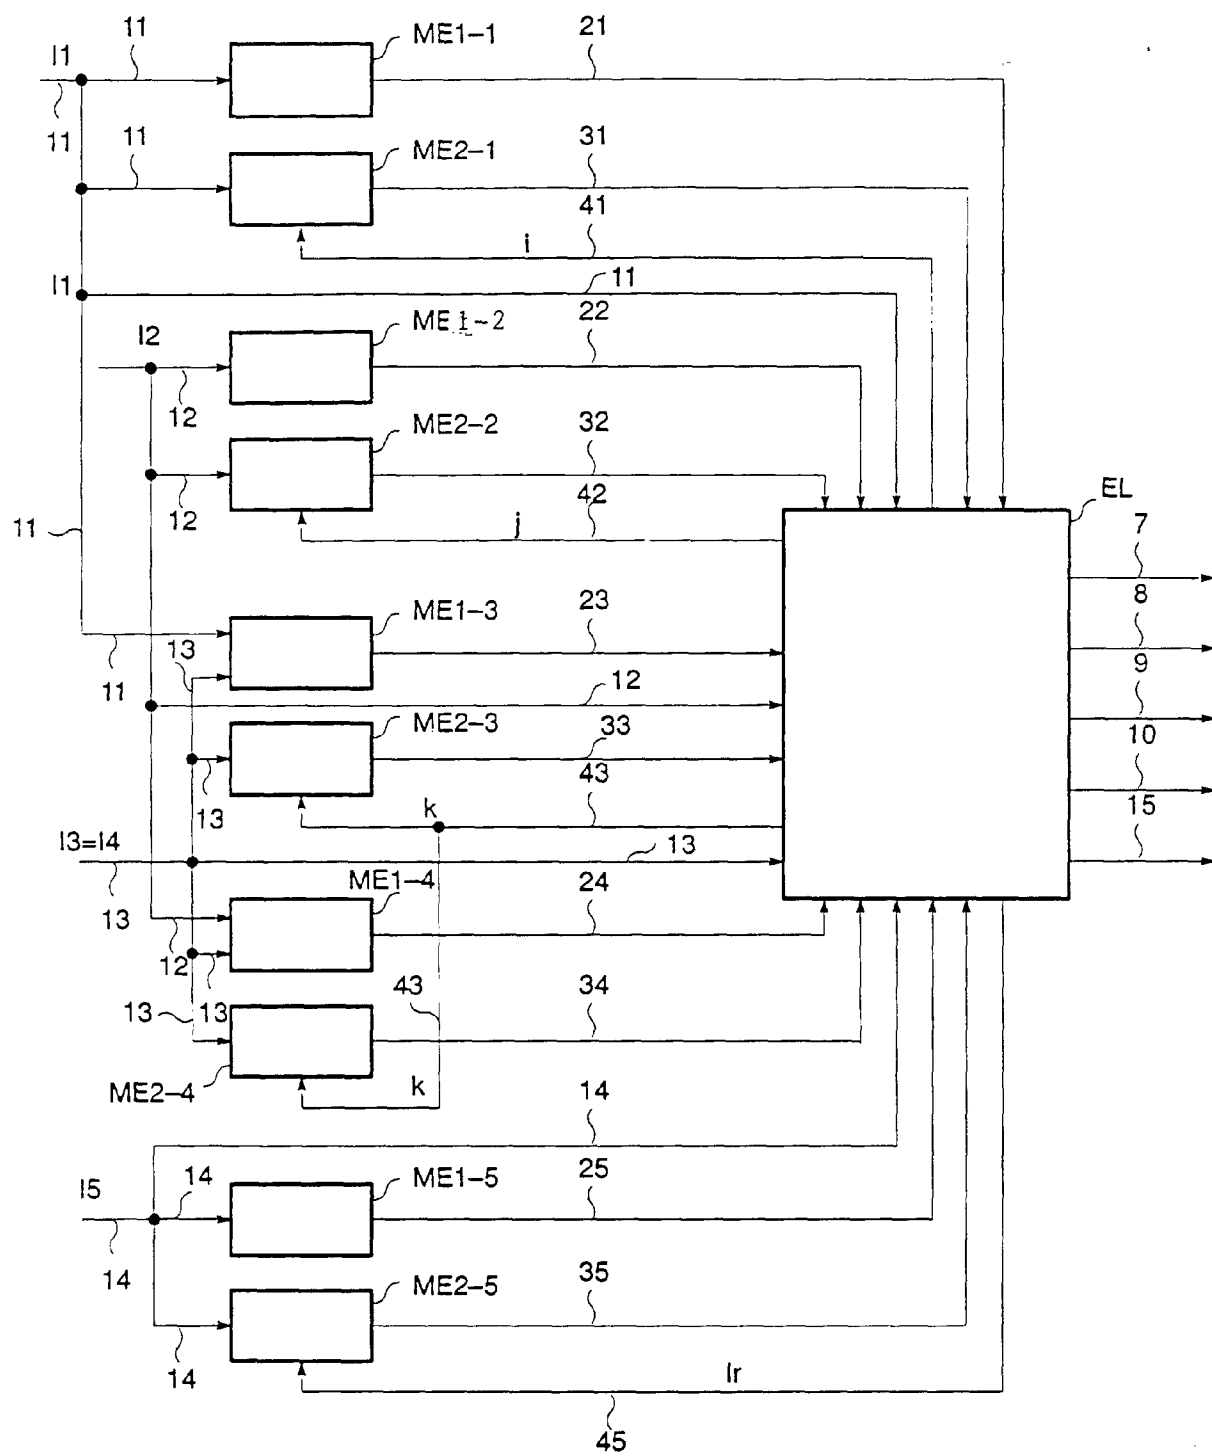 I1 11 ME1-1 21
11 11 ME2-1 31
41
i
I1 11
ME1-2 22
I2
12 ME2-2 32
12 42
11 j
EL
7
8
ME1-3 23
13 9
11 12
ME2-3 33
10
13 k 43
15
I3=I4 13
13 ME1-4 24
12 13
13 43 34
ME2-4 k 14
I5 14 ME1-5 25
14
ME2-5 35
14 Ir
45